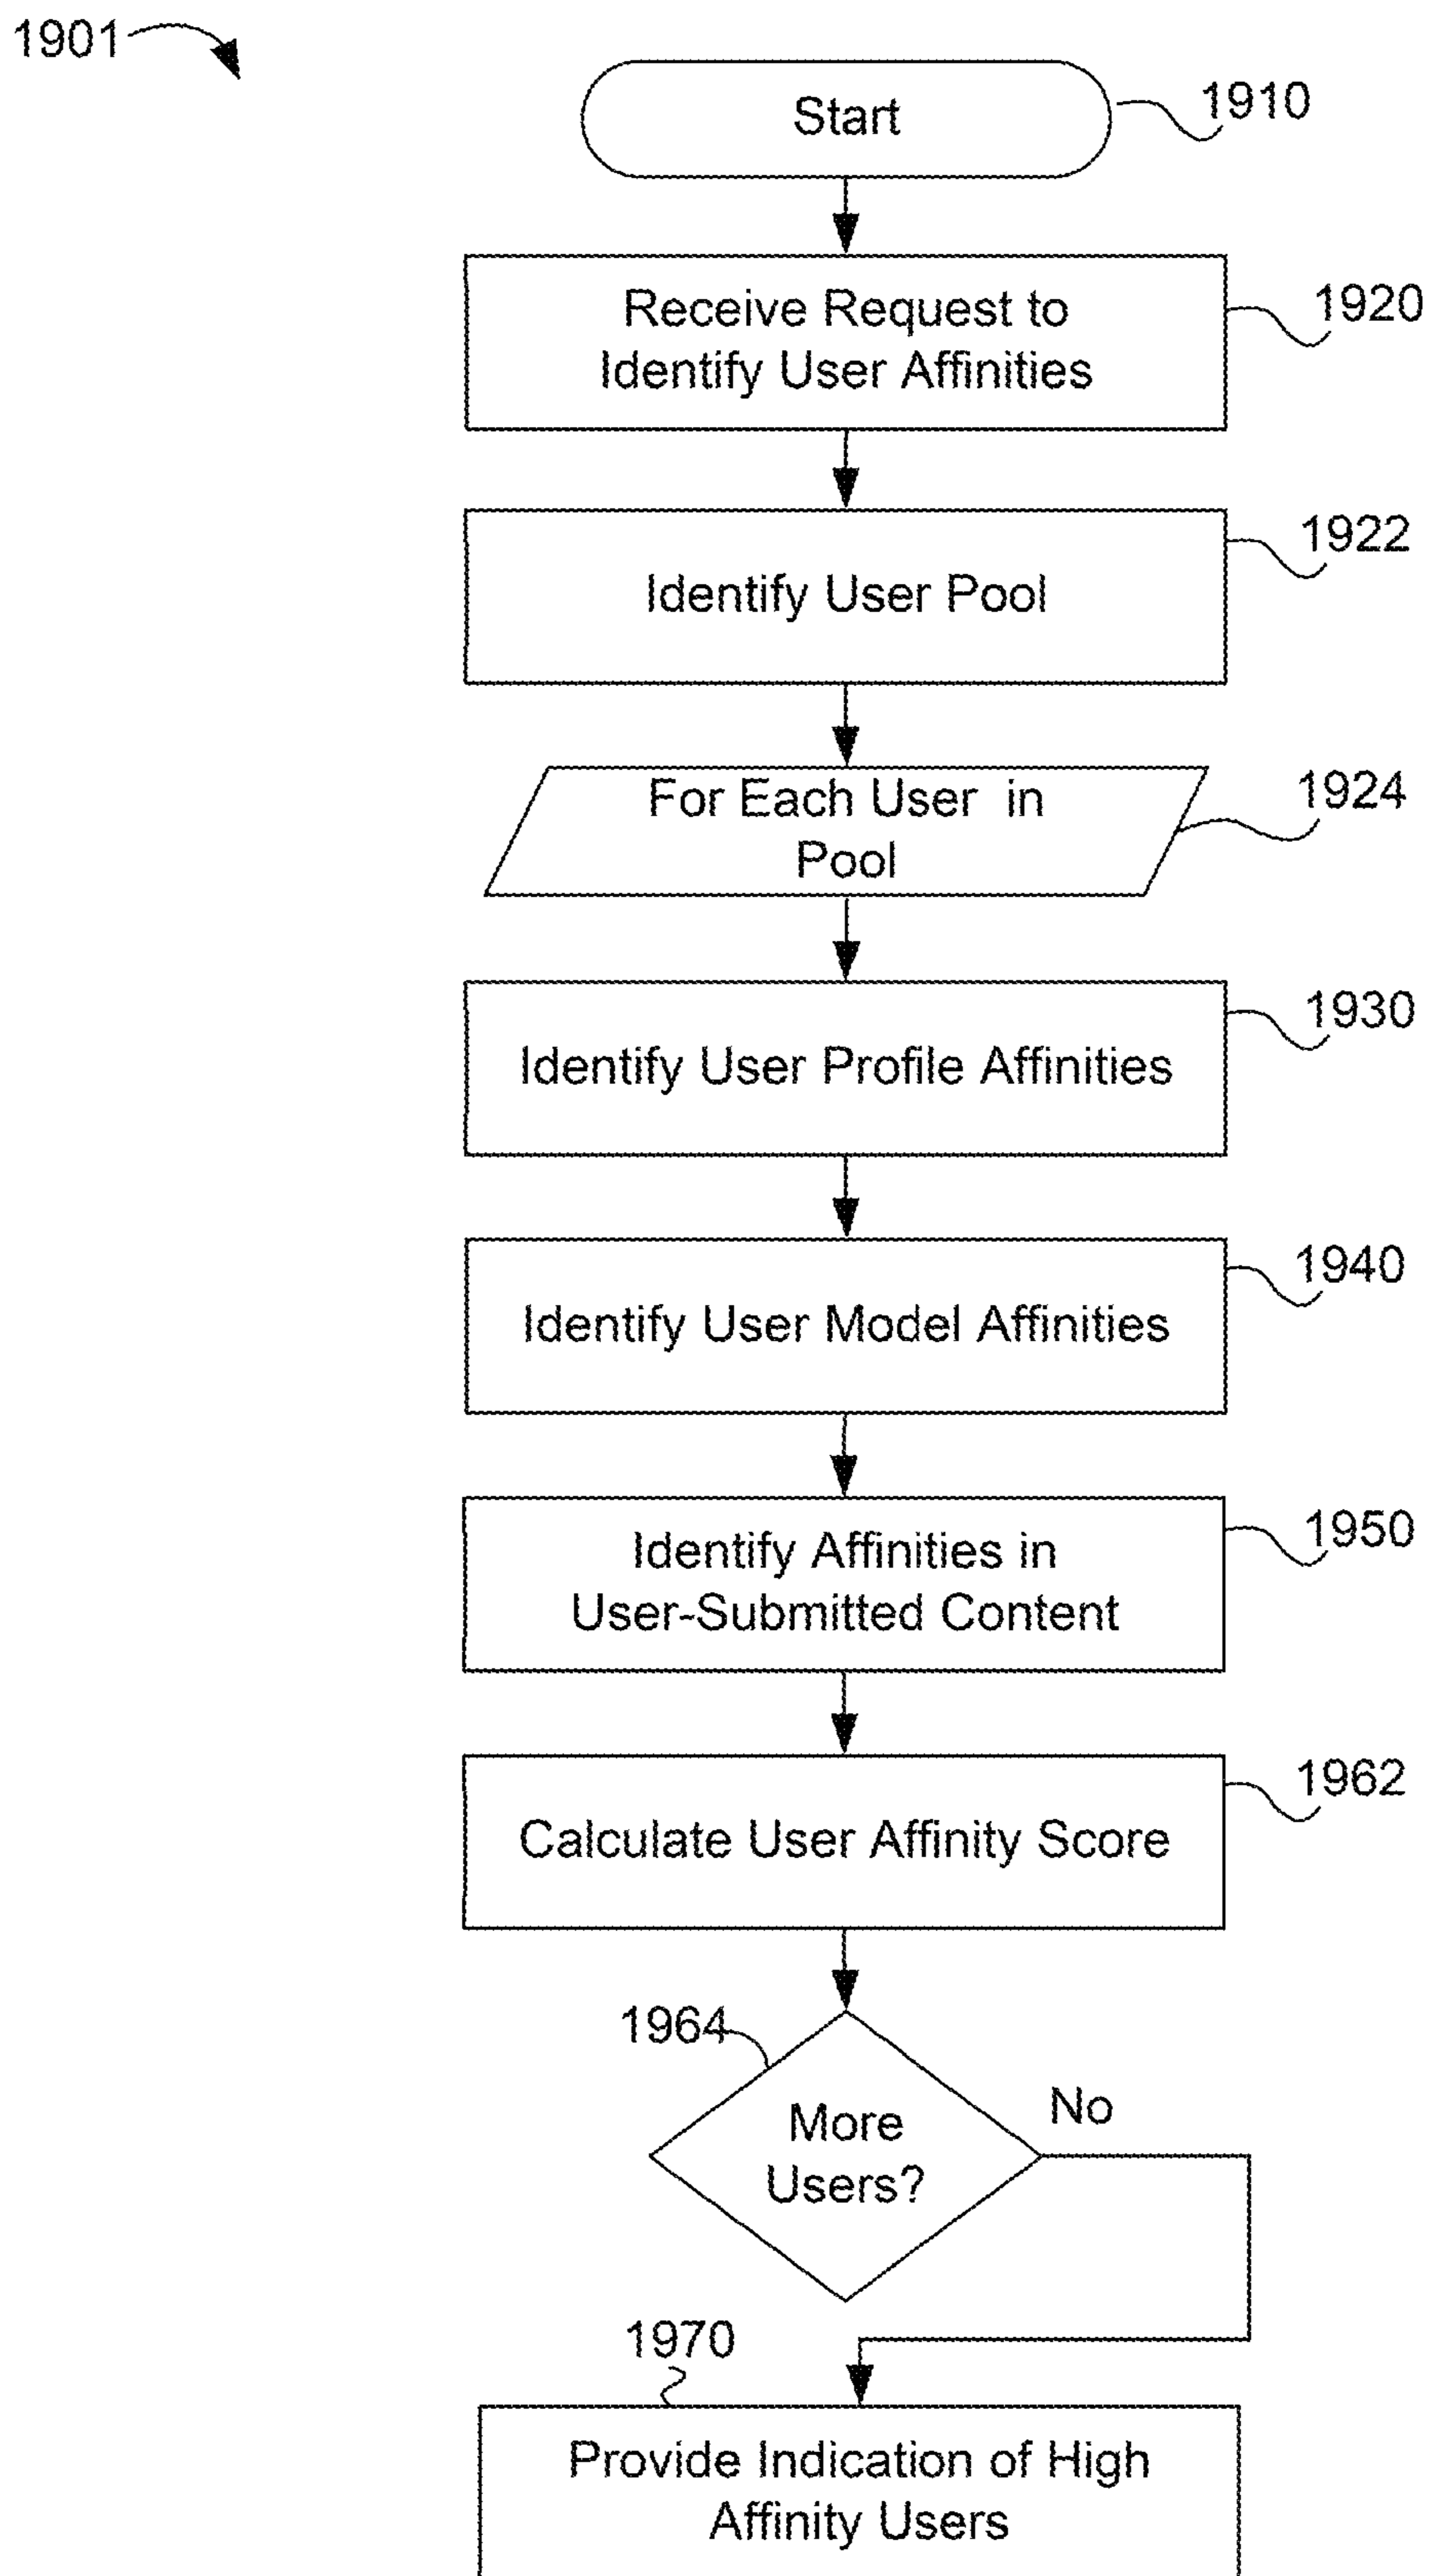 1901
Start
1910
Receive Request to
Identify User Affinities
1920
Identify User Pool
1922
For Each User in
Pool
1924
Identify User Profile Affinities
1930
Identify User Model Affinities
1940
Identify Affinities in
User-Submitted Content
1950
Calculate User Affinity Score
1962
1964
More
Users?
No
1970
Provide Indication of High
Affinity Users